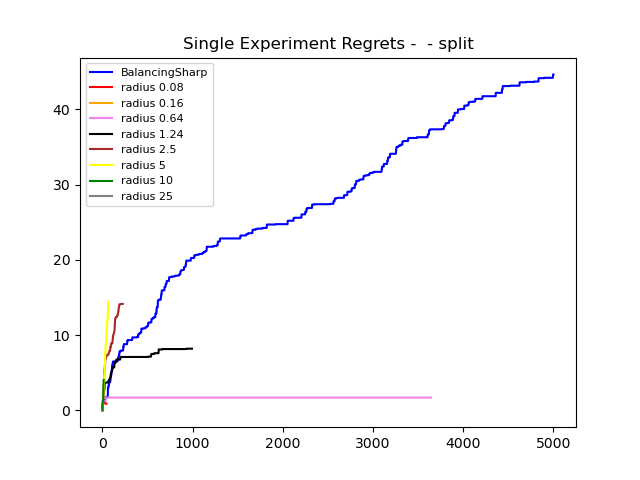 Single Experiment Regrets -  - split
BalancingSharp
radius 0.08
radius 0.16
radius 0.64
radius 1.24
radius 2.5
radius 5
radius 10
radius 25
40
30
20
10
0
0 1000 2000 3000 4000 5000